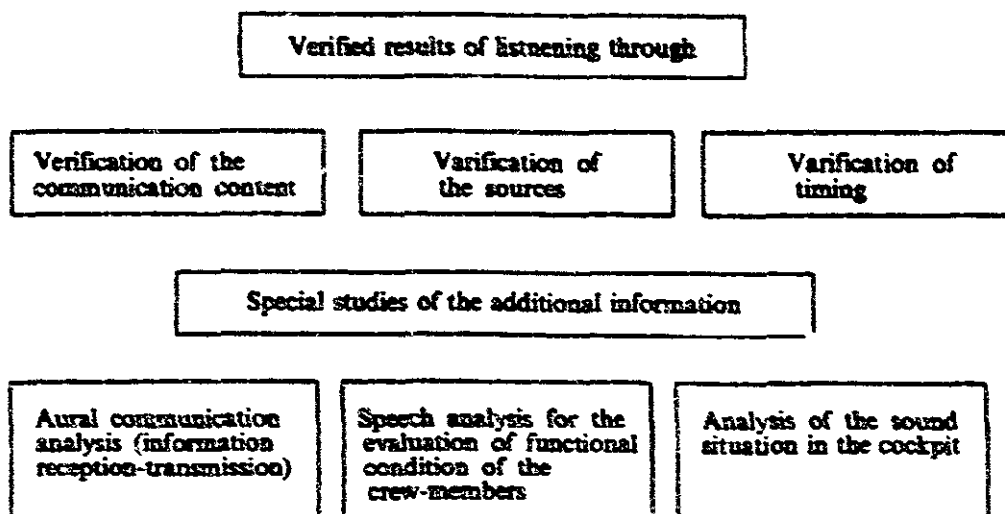 Verified results of listnening through
Verification of the
communication content
Varification of
the sources
Varification of
timing
Special studies of the additional information
Aural communication
analysis (information
reception-transmission)
Speech analysis for the
evaluation of functional
condition of the
crew-members
Analysis of the sound
situation in the cockpit